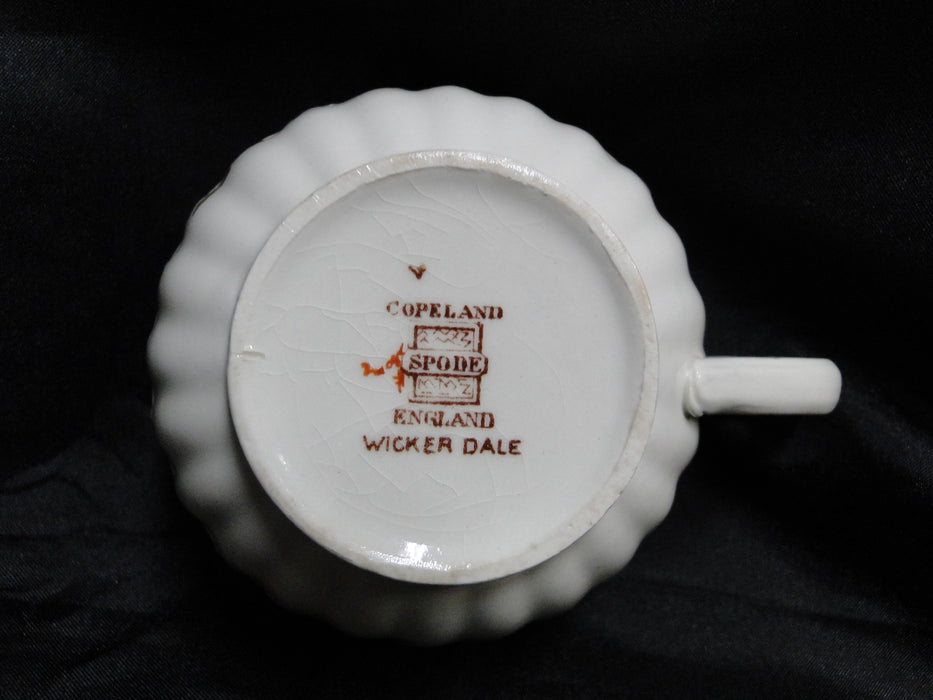 COPELAND
SPODE
ENGLAND
WICKER DALE